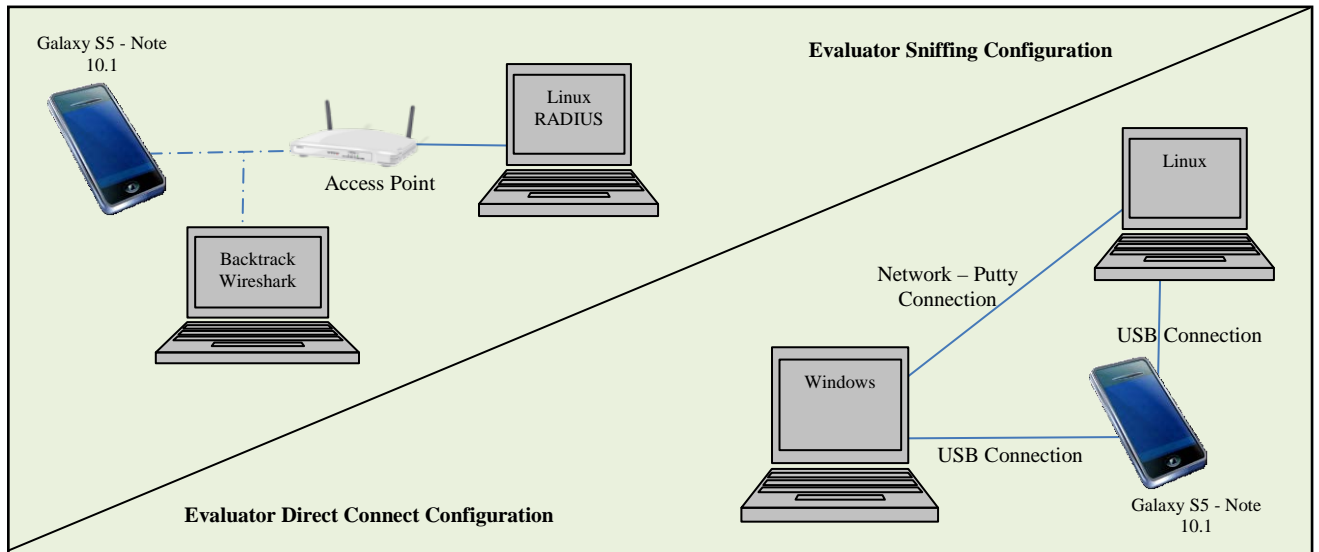 Galaxy S5 - Note
10.1
Evaluator Sniffing Configuration
Linux
RADIUS
Access Point
Backtrack
Wireshark
Linux
Network – Putty
Connection
USB Connection
Windows
USB Connection
Galaxy S5 - Note
10.1
Evaluator Direct Connect Configuration